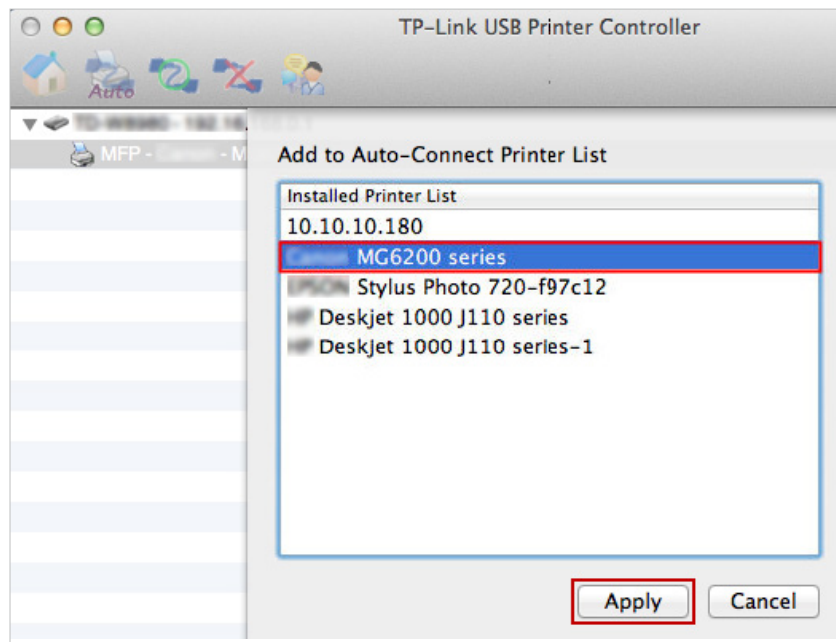 TP-Link USB Printer Controller
Auto
MFP - - M
Add to Auto-Connect Printer List
Installed Printer List
10.10.10.180
MG6200 series
Stylus Photo 720-f97c12
Deskjet 1000 J110 series
Deskjet 1000 J110 series-1
Apply
Cancel